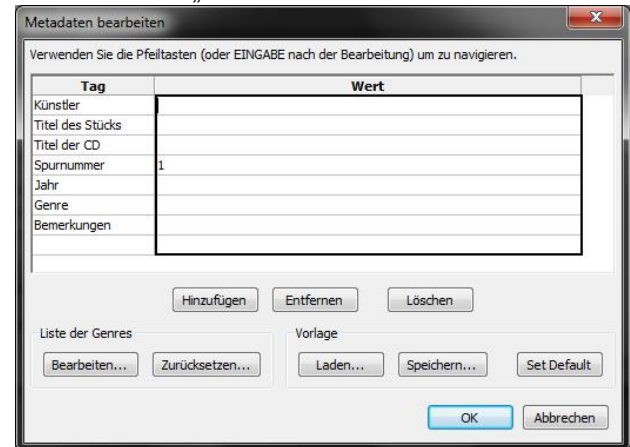 „
Metadaten bearbeiten
Verwenden Sie die Pfeiltasten (oder EINGABE nach der Bearbeitung) um zu navigieren.
Tag Wert
Künstler
Titel des Stücks
Titel der CD
Spurnummer 1
Jahr
Genre
Bemerkungen
Hinzufügen Entfernen Löschen
Liste der Genres Vorlage
Bearbeiten... Zurücksetzen... Laden... Speichern... Set Default
OK Abbrechen